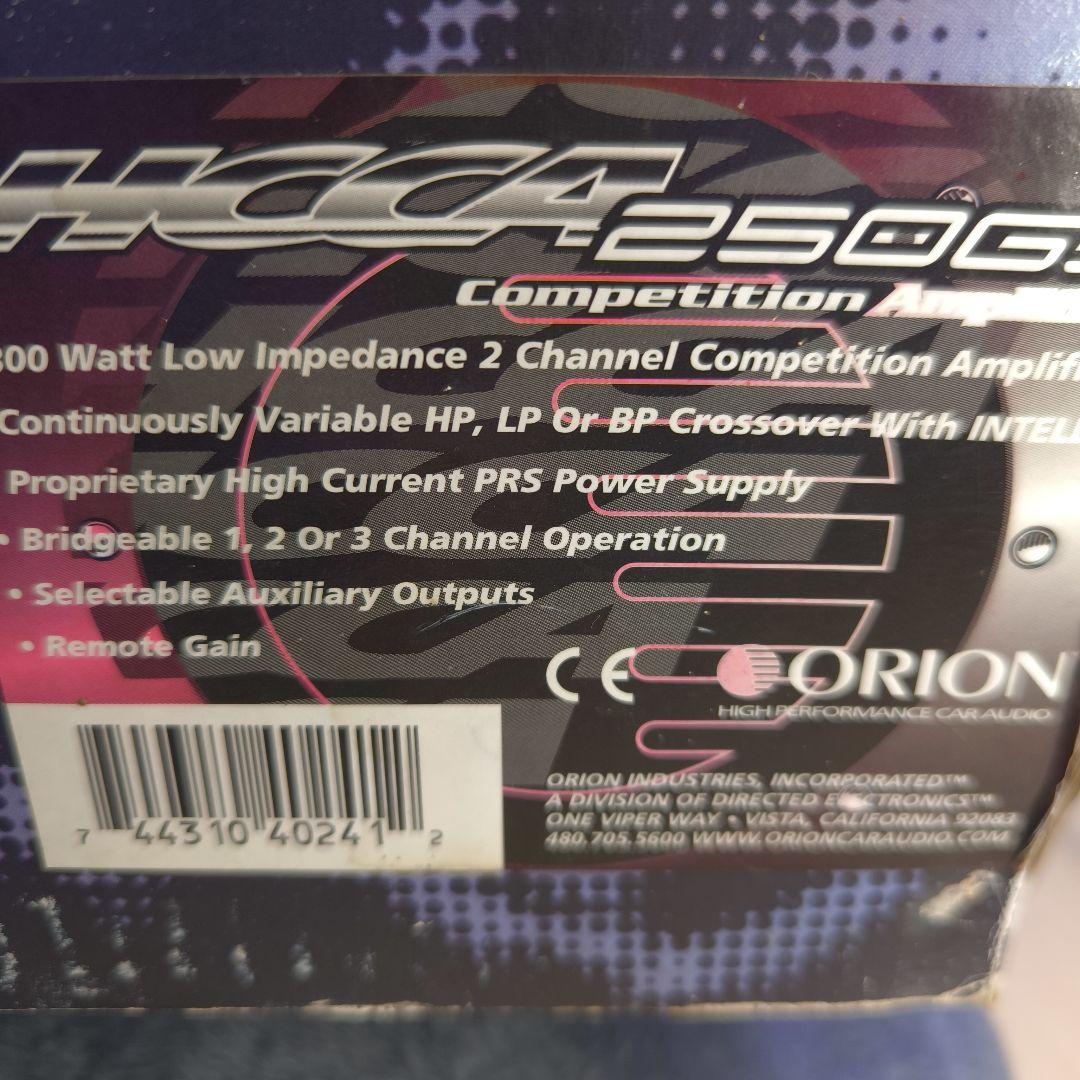 HCCA 250G
Competition Amplifi
300 Watt Low Impedance 2 Channel Competition Amplifi
Continuously Variable HP, LP Or BP Crossover With INTELL
Proprietary High Current PRS Power Supply
• Bridgeable 1, 2 Or 3 Channel Operation
• Selectable Auxiliary Outputs
• Remote Gain
CE ORION
HIGH PERFORMANCE CAR AUDIO
ORION INDUSTRIES, INCORPORATED™
A DIVISION OF DIRECTED ELECTRONICS™
ONE VIPER WAY • VISTA, CALIFORNIA 92083
480.705.5600 WWW.ORIONCARAUDIO.COM
7 44310 40241 2